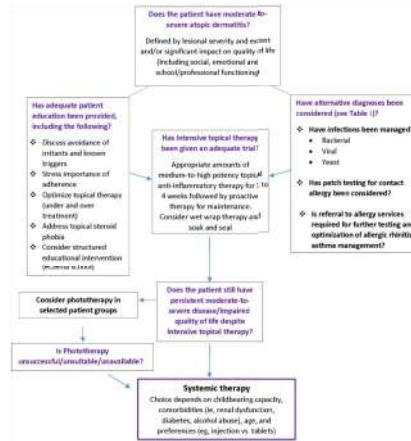 Does the patient have moderate-to-
severe atopic dermatitis?
Defined by lesional severity and extent
and/or significant impact on quality of life
(Including social, emotional and
school/professional functioning)
Has adequate patient
education been provided,
including the following?
❖ Discuss avoidance of
irritants and known
triggers
❖ Stress importance of
adherence
❖ Optimize topical therapy
(under and over
treatment)
❖ Address topical steroid
phobia
❖ Consider structured
educational intervention
(eczema school)
Has Intensive topical therapy
been given an adequate trial?
Appropriate amounts of
medium-to-high potency topical
anti-inflammatory therapy for 1 to
4 weeks followed by proactive
therapy for maintenance.
Consider wet wrap therapy and
soak and seal
Have alternative diagnoses been
considered (see Table I)?
❖ Have infections been managed?
• Bacterial
• Viral
• Yeast
❖ Has patch testing for contact
allergy been considered?
❖ Is referral to allergy services
required for further testing and
optimization of allergic rhinitis/
asthma management?
Does the patient still have
persistent moderate-to-
severe disease/impaired
quality of life despite
intensive topical therapy?
Consider phototherapy in
selected patient groups
Is Phototherapy
unsuccessful/unsuitable/unavailable?
Systemic therapy
Choice depends on childbearing capacity,
comorbidities (ie, renal dysfunction,
diabetes, alcohol abuse), age, and
preferences (eg, injection vs tablets)